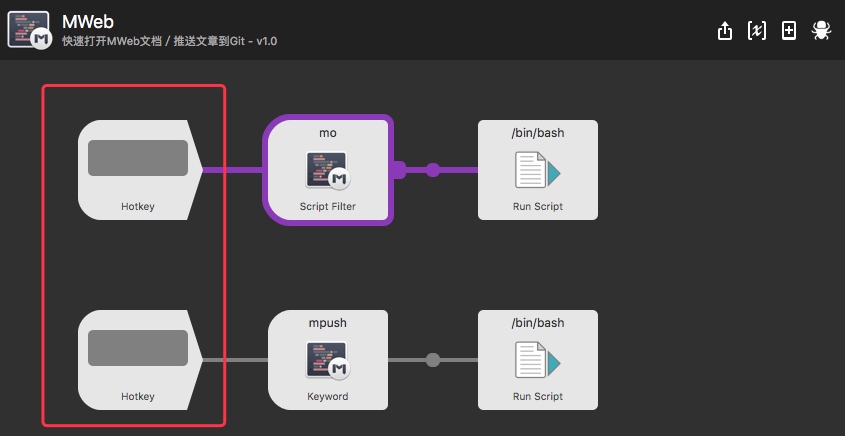 MWeb
快速打开MWeb文档 / 推送文章到Git - v1.0
mo
/bin/bash
Hotkey
Script Filter
Run Script
mpush
/bin/bash
Hotkey
Keyword
Run Script